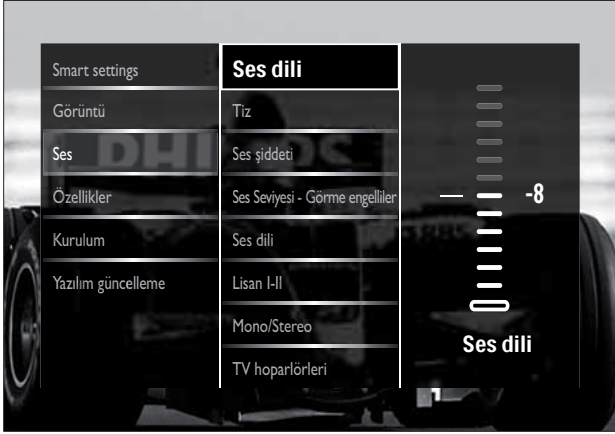 Smart settings
Görüntü
Ses
Özellikler
Kurulum
Yazılım güncelleme
Ses dili
Tiz
Ses şiddeti
Ses Seviyesi - Görme engelliler
Ses dili
Lisan I-II
Mono/Stereo
TV hoparlörleri
-8
Ses dili